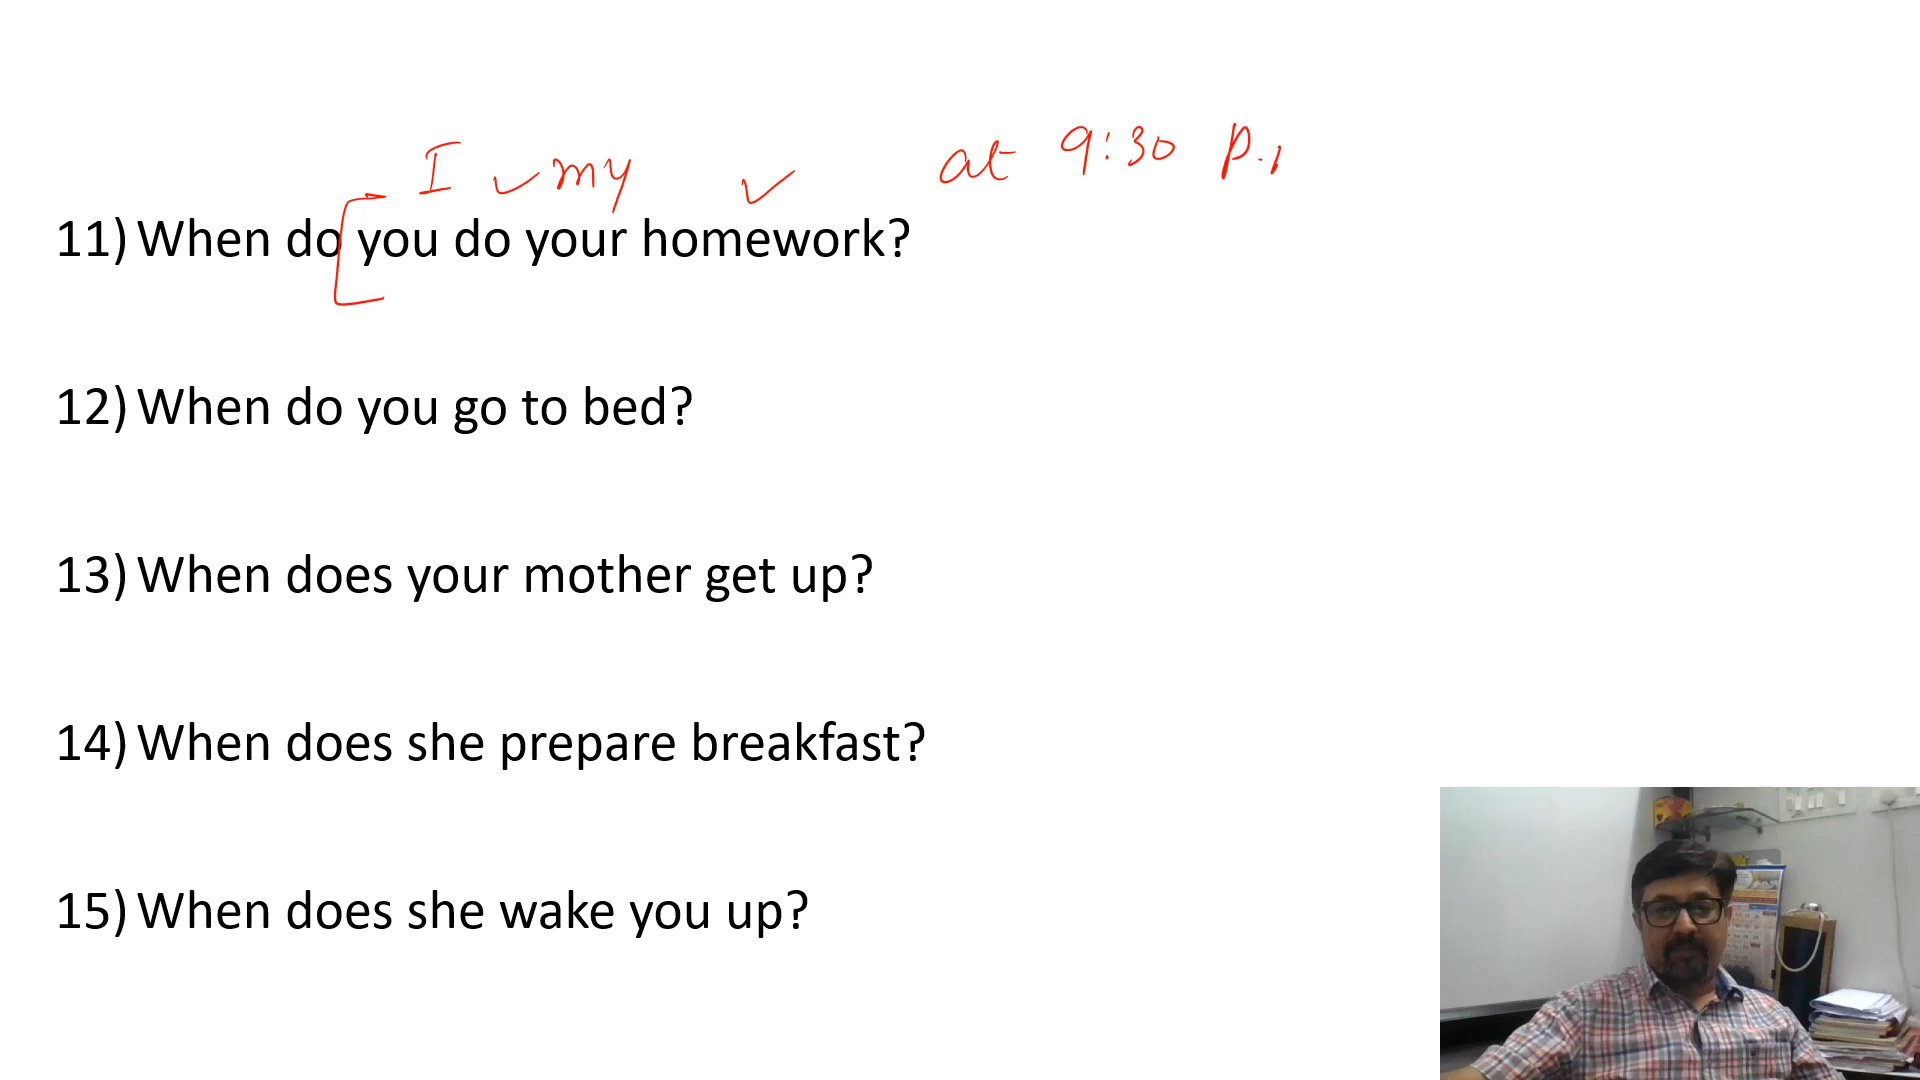 I my at 9:30 p.
11) When do you do your homework?
12) When do you go to bed?
13) When does your mother get up?
14) When does she prepare breakfast?
15) When does she wake you up?